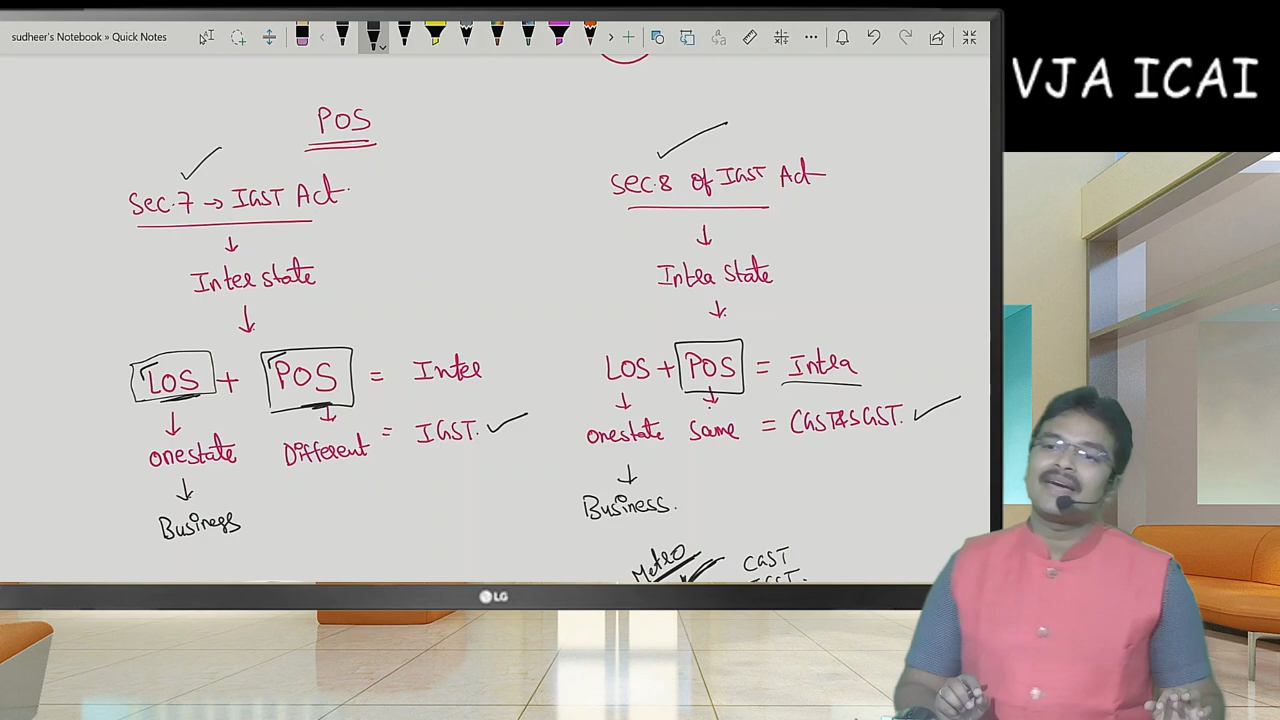 sudheer's Notebook » Quick Notes
VJA ICAI
POS
Sec.7 → IGST Act.
↓
Inter state
↓
LOS + POS = Inter
↓ ↓
onestate Different = IGST.
↓
Business
Sec.8 of IGST Act
↓
Intra State
↓
LOS + POS = Intra
↓ ↓
onestate same = CGST&SGST.
↓
Business.
Metro
CGST
LG